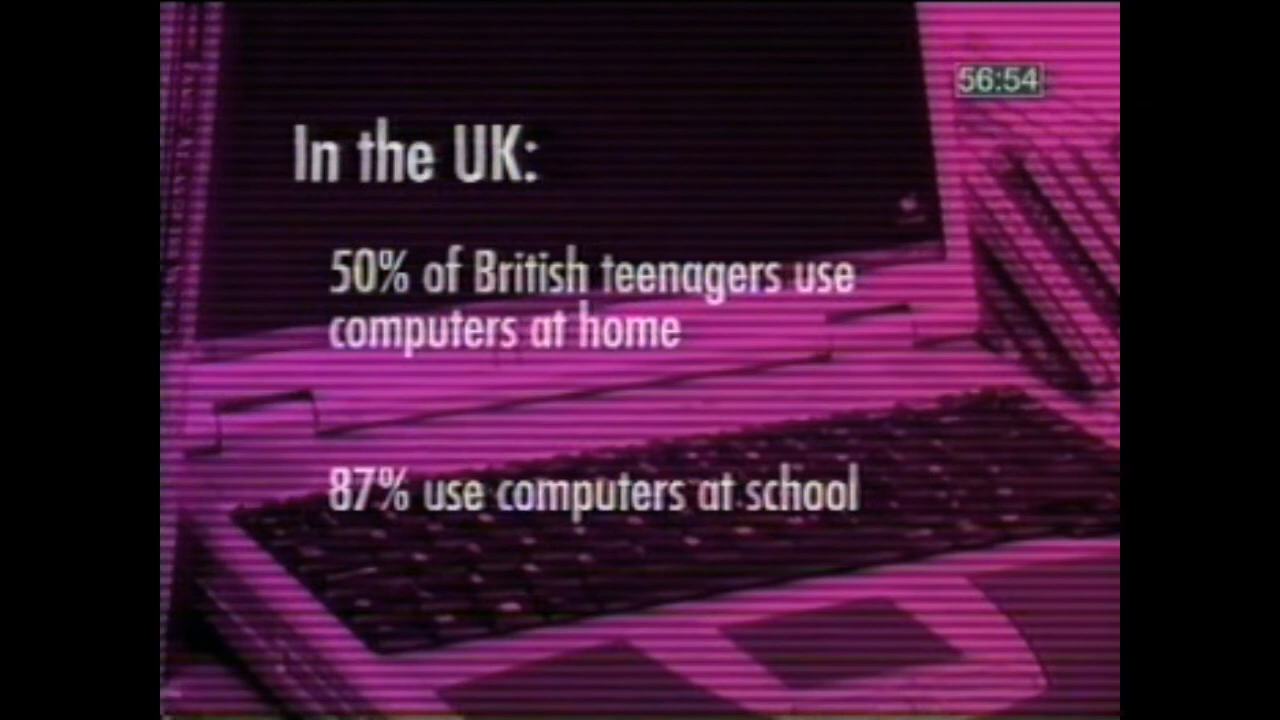 56:54
In the UK:
50% of British teenagers use
computers at home
87% use computers at school